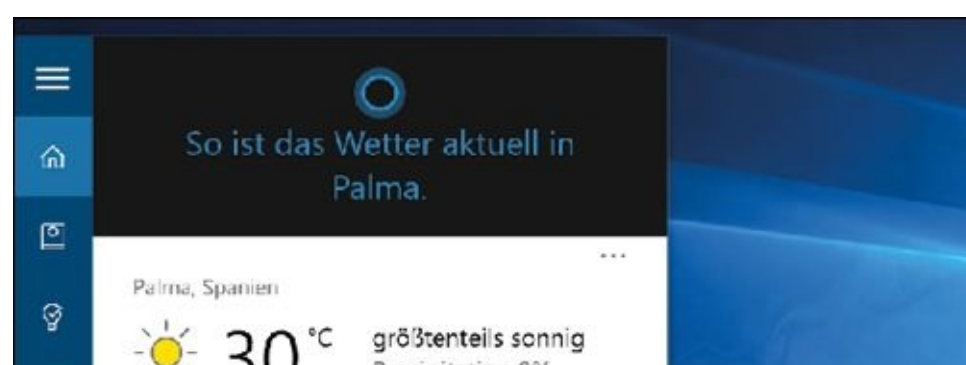 So ist das Wetter aktuell in
Palma.
...
Palma, Spanien
30 °C größtenteils sonnig